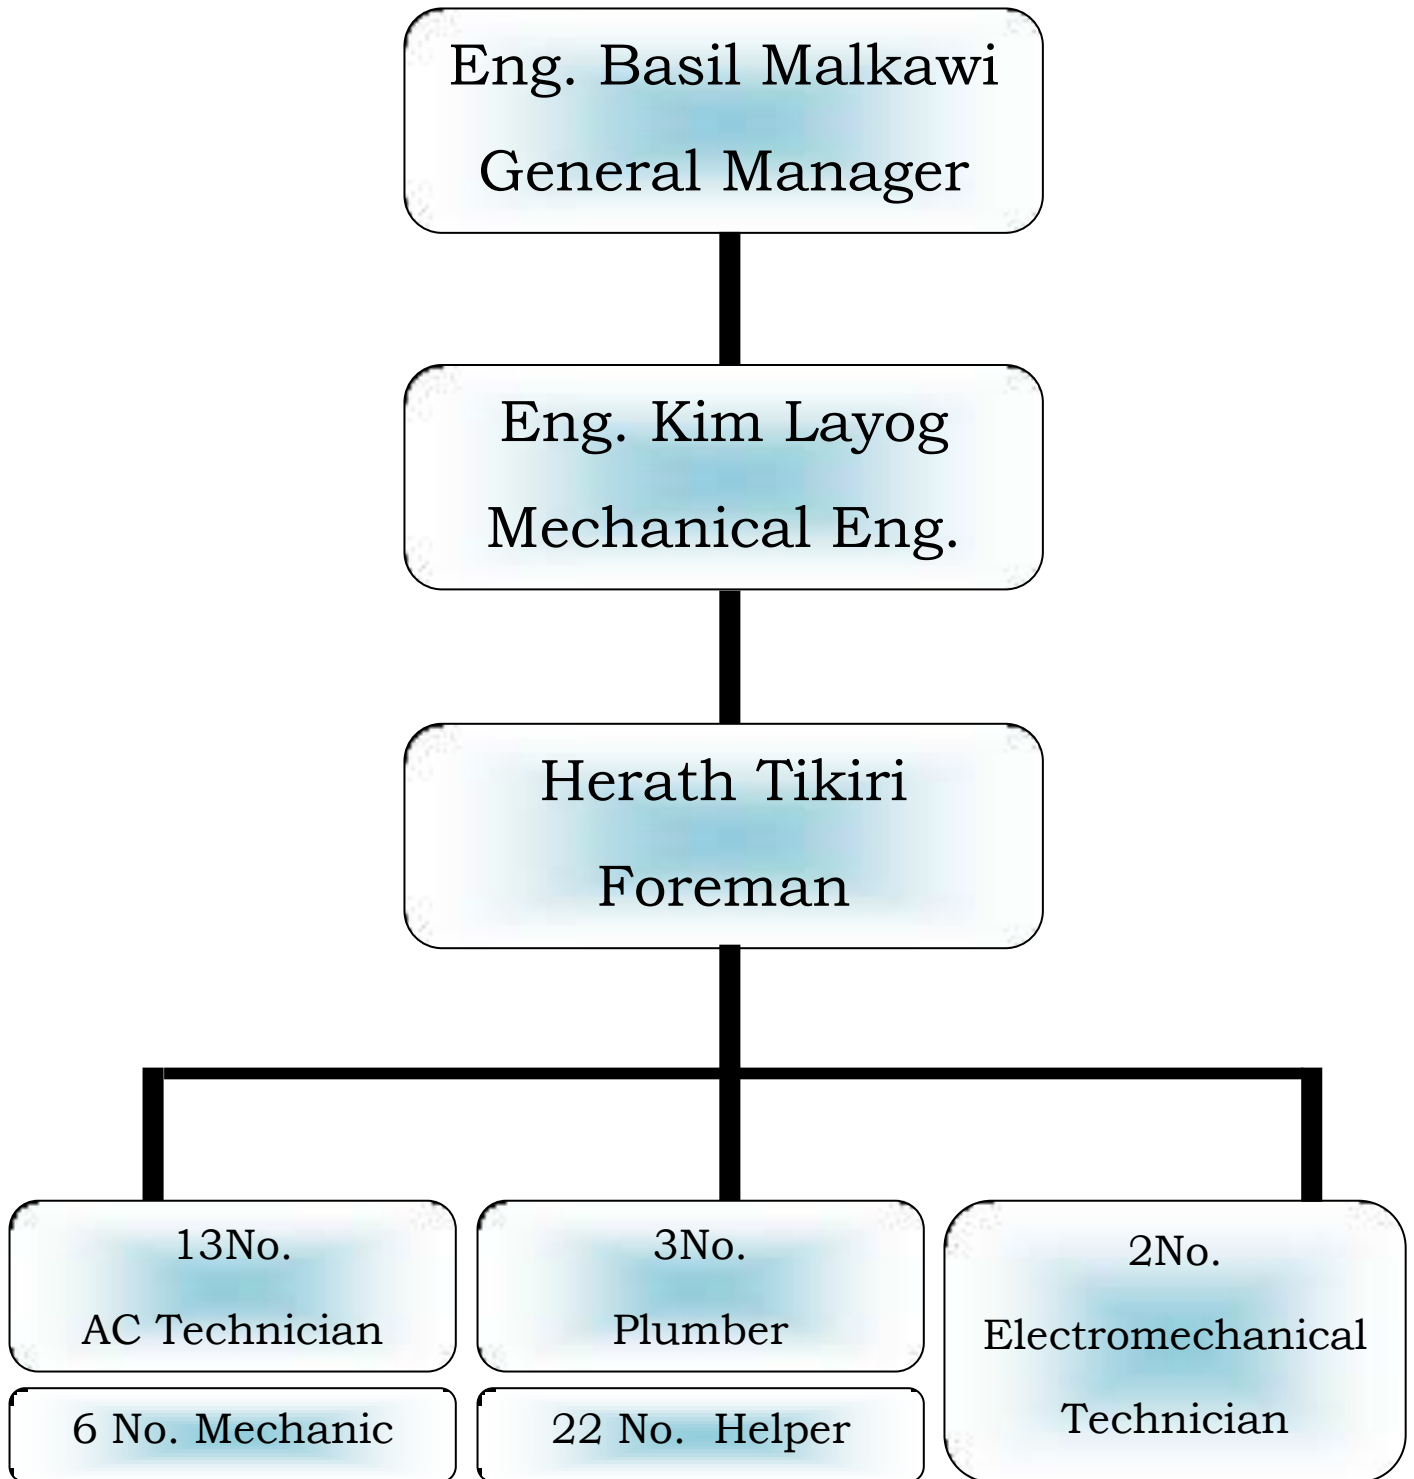 Eng. Basil Malkawi
General Manager
Eng. Kim Layog
Mechanical Eng.
Herath Tikiri
Foreman
13No.
AC Technician
3No.
Plumber
2No.
Electromechanical
Technician
6 No. Mechanic
22 No. Helper